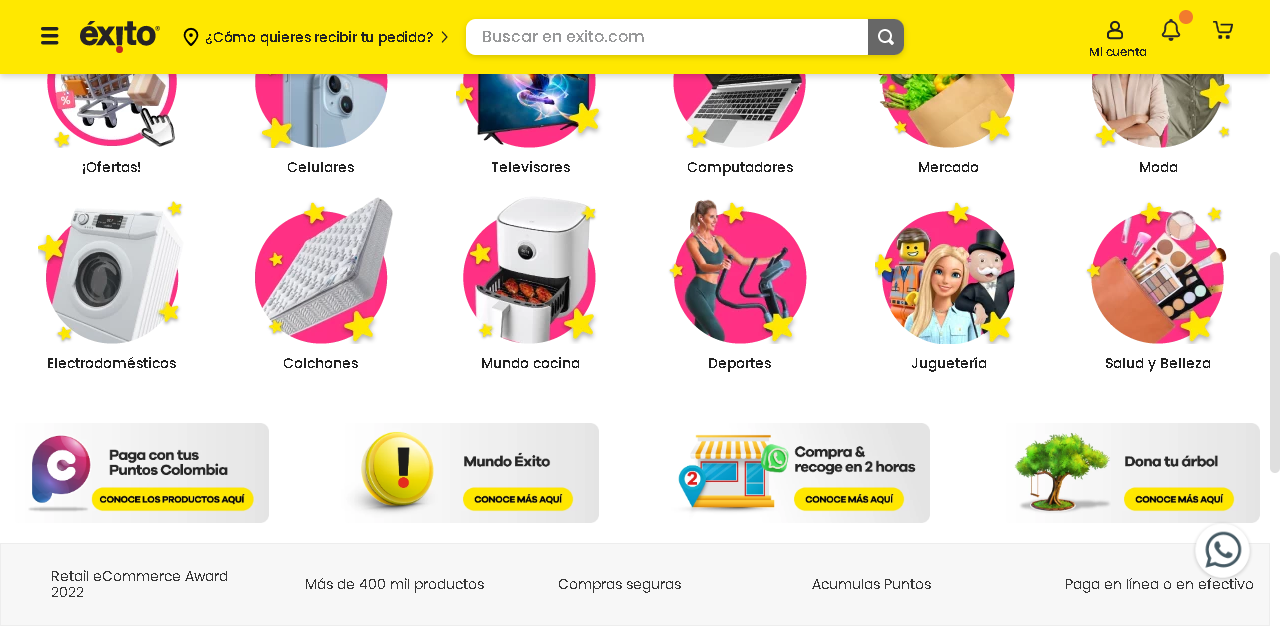 éxito
¿Cómo quieres recibir tu pedido?
Buscar en exito.com
Mi cuenta
%
¡Ofertas!
Celulares
Televisores
Computadores
Mercado
Moda
Electrodomésticos
Colchones
Mundo cocina
Deportes
Juguetería
Salud y Belleza
Paga con tus
Puntos Colombia
CONOCE LOS PRODUCTOS AQUÍ
Mundo Éxito
CONOCE MÁS AQUÍ
2
Compra &
recoge en 2 horas
CONOCE MÁS AQUÍ
Dona tu árbol
CONOCE MÁS AQUÍ
Retail eCommerce Award
2022
Más de 400 mil productos
Compras seguras
Acumulas Puntos
Paga en línea o en efectivo